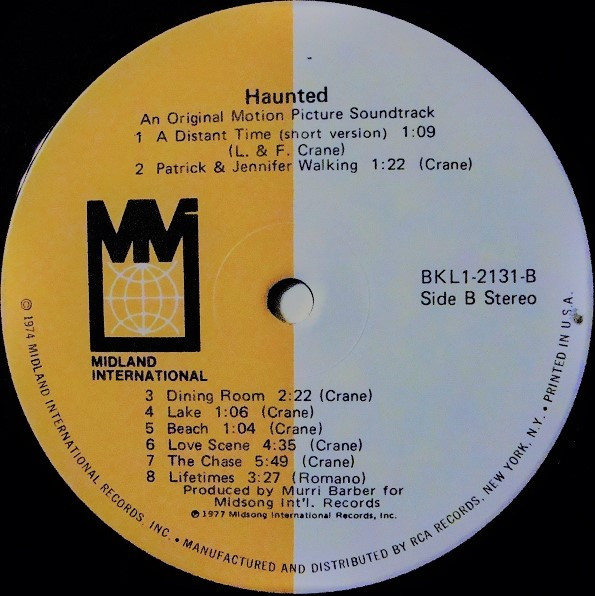 Haunted
An Original Motion Picture Soundtrack
1 A Distant Time (short version) 1:09
(L. & F. Crane)
2 Patrick & Jennifer Walking 1:22 (Crane)
MM
MIDLAND
INTERNATIONAL
BKL1-2131-B
Side B Stereo
3 Dining Room 2:22 (Crane)
4 Lake 1:06 (Crane)
5 Beach 1:04 (Crane)
6 Love Scene 4:35 (Crane)
7 The Chase 5:49 (Crane)
8 Lifetimes 3:27 (Romano)
Produced by Murri Barber for
Midsong Int'l. Records
℗ 1977 Midsong International Records, Inc.
© 1974 MIDLAND INTERNATIONAL RECORDS, INC. • MANUFACTURED AND DISTRIBUTED BY RCA RECORDS, NEW YORK, N.Y. • PRINTED IN U.S.A.